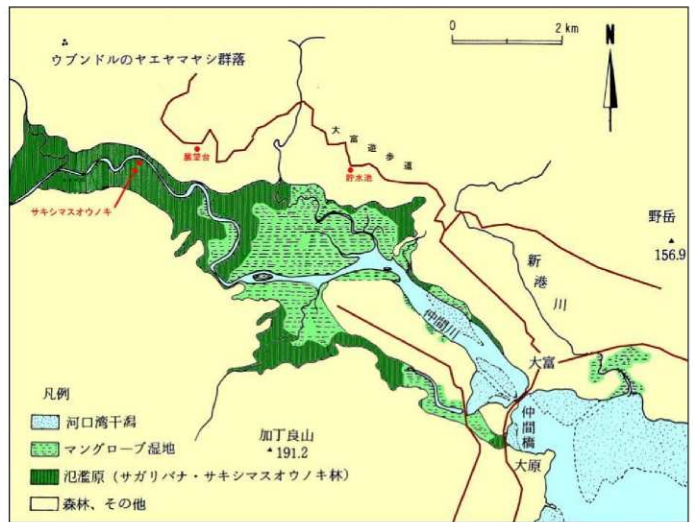 0 2 km
N
ウブンドルのヤエヤマヤシ群落
大富遊歩道
展望台
貯水池
サキシマスオウノキ
野岳
156.9
新港川
仲間川
大富
仲間橋
大原
加丁良山
191.2
凡例
河口湾干潟
マングローブ湿地
氾濫原（サガリバナ・サキシマスオウノキ林）
森林、その他